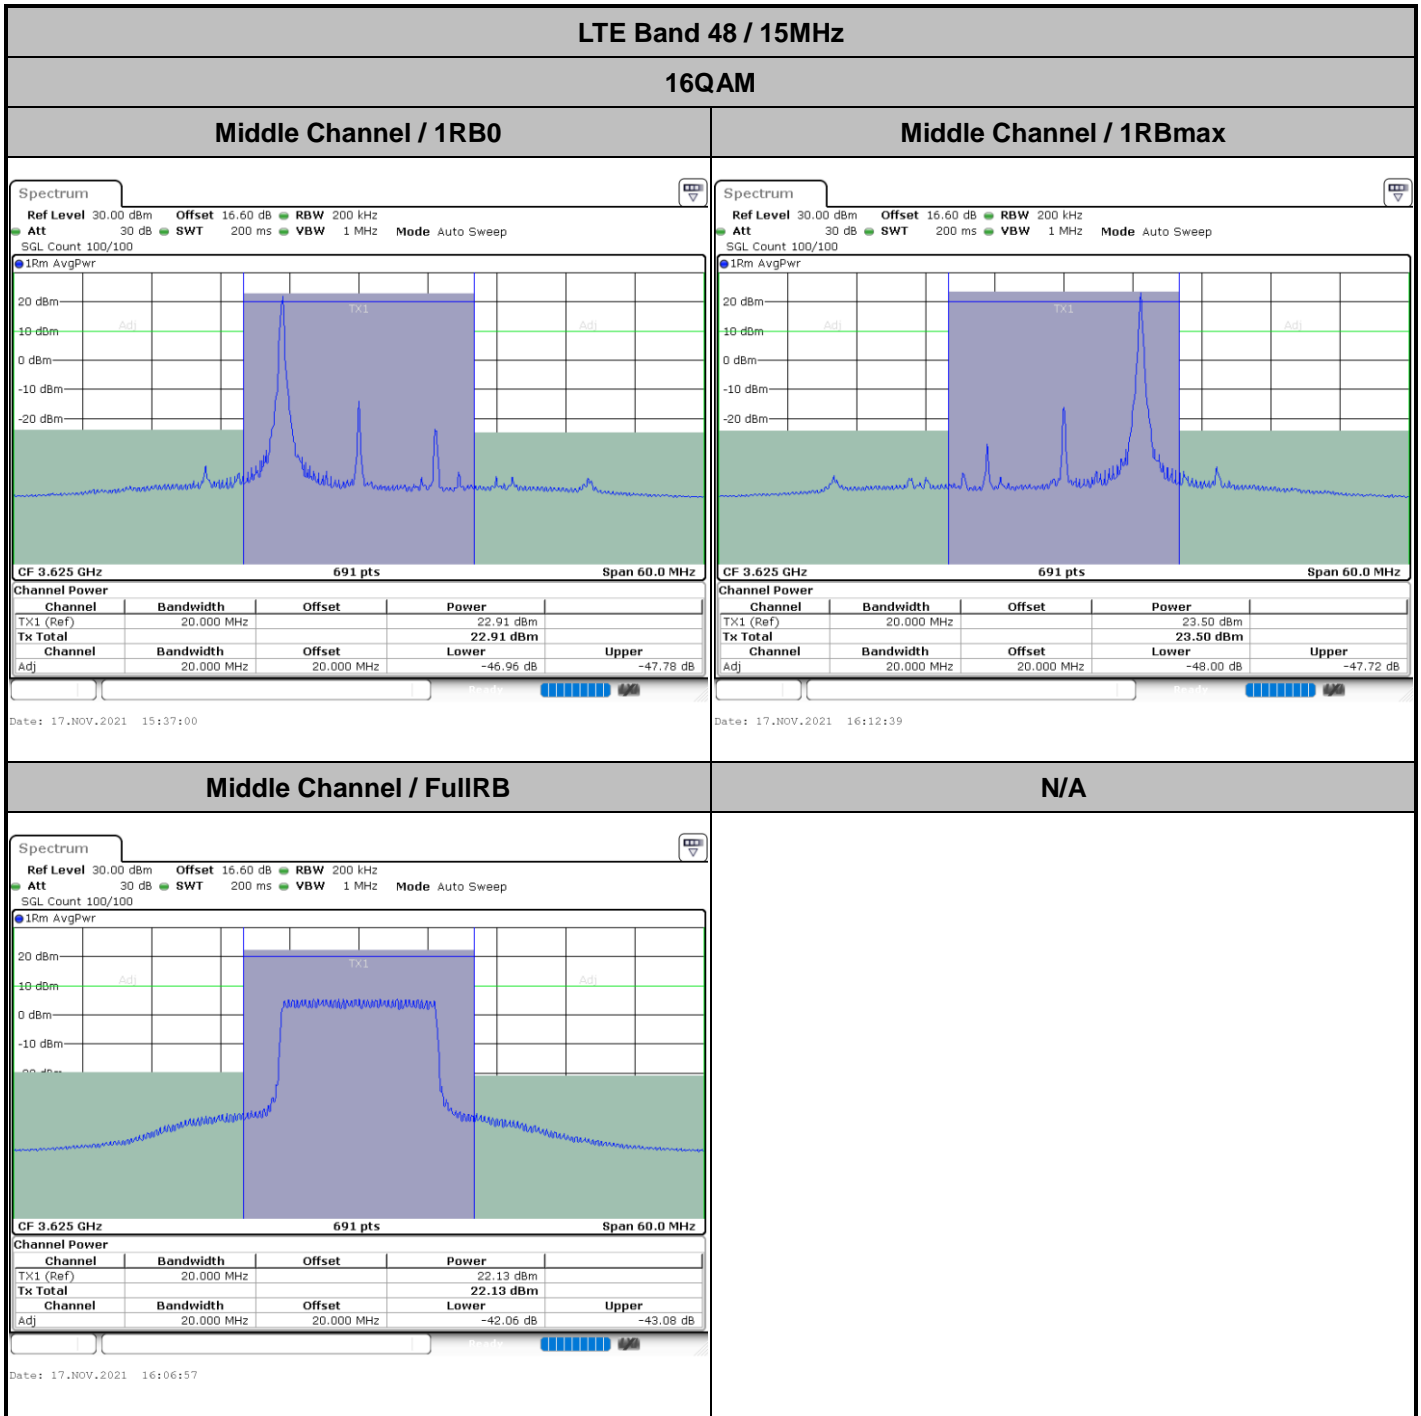 LTE Band 48 / 15MHz
16QAM
Middle Channel / 1RB0
Middle Channel / 1RBmax
Spectrum
Ref Level 30.00 dBm Offset 16.60 dB RBW 200 kHz
Att 30 dB SWT 200 ms VBW 1 MHz Mode Auto Sweep
SGL Count 100/100
1Rm AvgPwr
TX1
20 dBm
Adj
Adj
10 dBm
0 dBm
-10 dBm
-20 dBm
CF 3.625 GHz 691 pts Span 60.0 MHz
Channel Power
Channel Bandwidth Offset Power
TX1 (Ref) 20.000 MHz 22.91 dBm
Tx Total 22.91 dBm
Channel Bandwidth Offset Lower Upper
Adj 20.000 MHz 20.000 MHz -46.96 dB -47.78 dB
Ready
Date: 17.NOV.2021 15:37:00
Spectrum
Ref Level 30.00 dBm Offset 16.60 dB RBW 200 kHz
Att 30 dB SWT 200 ms VBW 1 MHz Mode Auto Sweep
SGL Count 100/100
1Rm AvgPwr
TX1
20 dBm
Adj
Adj
10 dBm
0 dBm
-10 dBm
-20 dBm
CF 3.625 GHz 691 pts Span 60.0 MHz
Channel Power
Channel Bandwidth Offset Power
TX1 (Ref) 20.000 MHz 23.50 dBm
Tx Total 23.50 dBm
Channel Bandwidth Offset Lower Upper
Adj 20.000 MHz 20.000 MHz -48.00 dB -47.72 dB
Ready
Date: 17.NOV.2021 16:12:39
Middle Channel / FullRB
N/A
Spectrum
Ref Level 30.00 dBm Offset 16.60 dB RBW 200 kHz
Att 30 dB SWT 200 ms VBW 1 MHz Mode Auto Sweep
SGL Count 100/100
1Rm AvgPwr
20 dBm
TX1
Adj
Adj
10 dBm
0 dBm
-10 dBm
CF 3.625 GHz 691 pts Span 60.0 MHz
Channel Power
Channel Bandwidth Offset Power
TX1 (Ref) 20.000 MHz 22.13 dBm
Tx Total 22.13 dBm
Channel Bandwidth Offset Lower Upper
Adj 20.000 MHz 20.000 MHz -42.06 dB -43.08 dB
Ready
Date: 17.NOV.2021 16:06:57